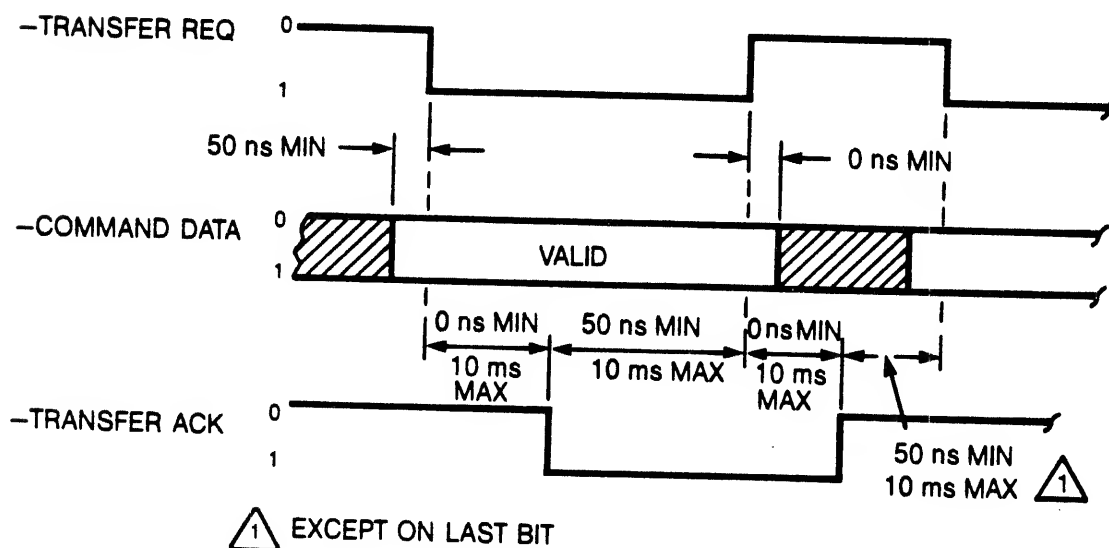 –TRANSFER REQ
0
1
50 ns MIN
0 ns MIN
–COMMAND DATA
0
1
VALID
0 ns MIN
10 ms
MAX
50 ns MIN
10 ms MAX
0 ns MIN
10 ms
MAX
–TRANSFER ACK
0
1
50 ns MIN
10 ms MAX 1
1 EXCEPT ON LAST BIT